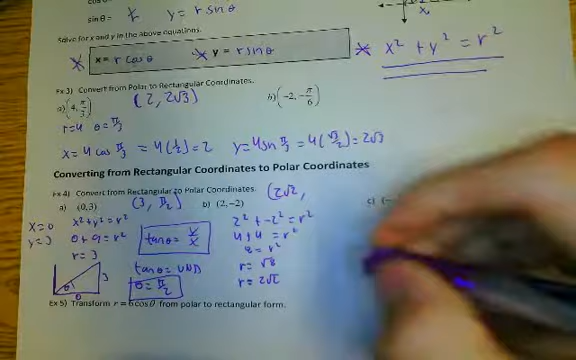 sin θ = y/r   y = r sin θ
Solve for x and y in the above equations.
x = r cos θ   y = r sin θ
x² + y² = r²
Ex 3) Convert from Polar to Rectangular Coordinates.
a) (4, π/3)   (2, 2√3)   b) (-2, -π/6)
r=4   θ = π/3
x = 4 cos π/3 = 4(1/2) = 2   y = 4 sin π/3 = 4(√3/2) = 2√3
Converting from Rectangular Coordinates to Polar Coordinates
Ex 4) Convert from Rectangular to Polar Coordinates.   (2√2,
a) (0,3)   (3, π/2)   b) (2, -2)   c) (-
x=0   x²+y²=r²   2² + -2² = r²
y=3   0+9=r²   tan θ = y/x   4+4 = r²
r = 3   8 = r²
tan θ = UND   r = √8
θ = π/2   r = 2√2
3
θ
0
Ex 5) Transform r = 6cos θ from polar to rectangular form.